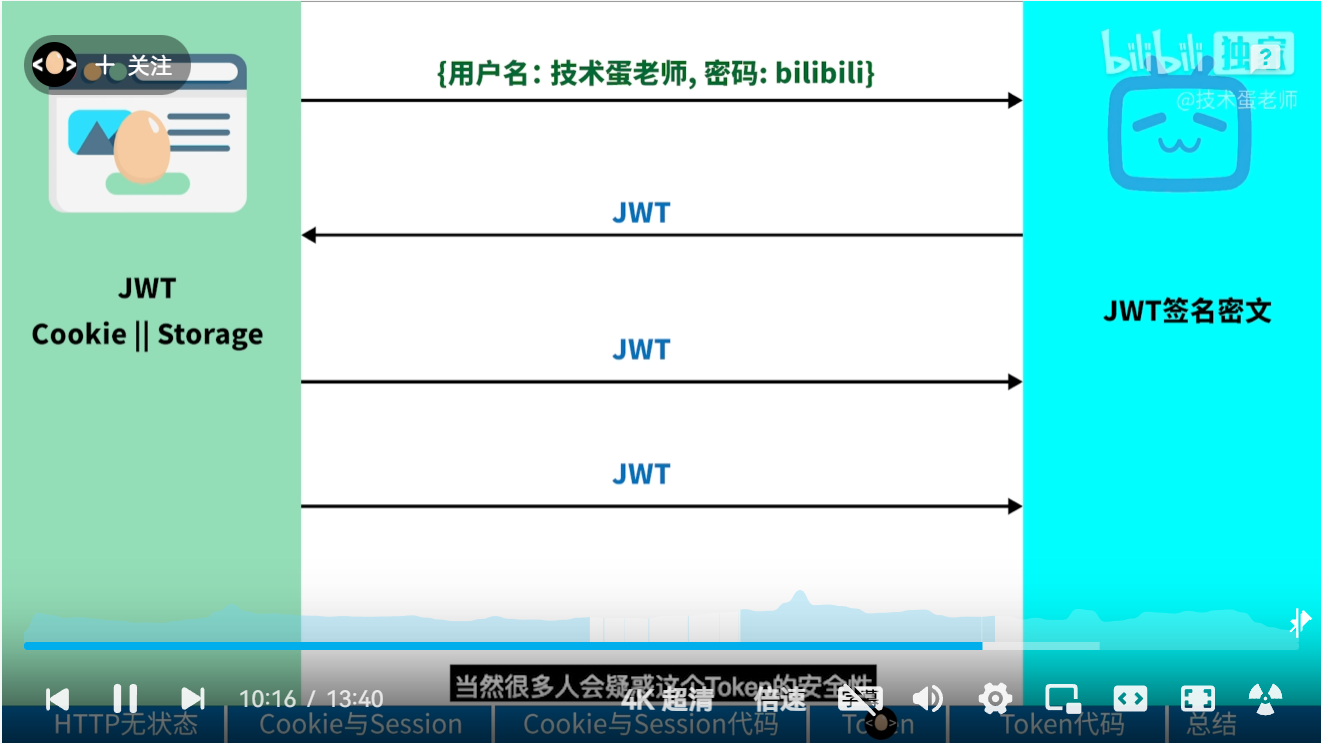 关注
{用户名：技术蛋老师, 密码: bilibili}
bilibili 独家
@技术蛋老师
?
JWT
JWT
Cookie || Storage
JWT签名密文
JWT
JWT
当然很多人会疑惑这个Token的安全性
10:16 / 13:40
4K 超清
倍速
字幕
HTTP无状态
Cookie与Session
Cookie与Session代码
Token
Token代码
总结